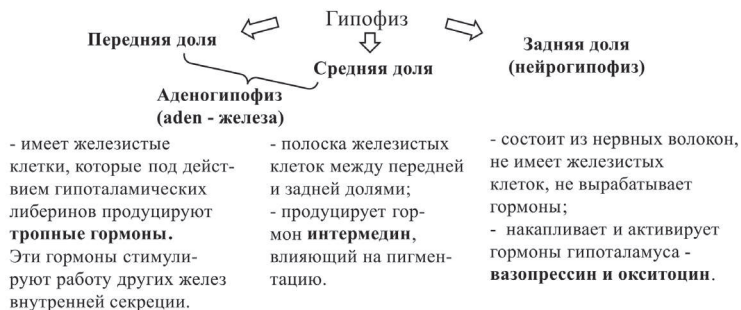 Гипофиз
Передняя доля
Средняя доля
Задняя доля
(нейрогипофиз)
Аденогипофиз
(aden - железа)
- имеет железистые
клетки, которые под дейст-
вием гипоталамических
либеринов продуцируют
тропные гормоны.
Эти гормоны стимули-
руют работу других желез
внутренней секреции.
- полоска железистых
клеток между передней
и задней долями;
- продуцирует гор-
мон интермедин,
влияющий на пигмен-
тацию.
- состоит из нервных волокон,
не имеет железистых
клеток, не вырабатывает
гормоны;
- накапливает и активирует
гормоны гипоталамуса -
вазопрессин и окситоцин.